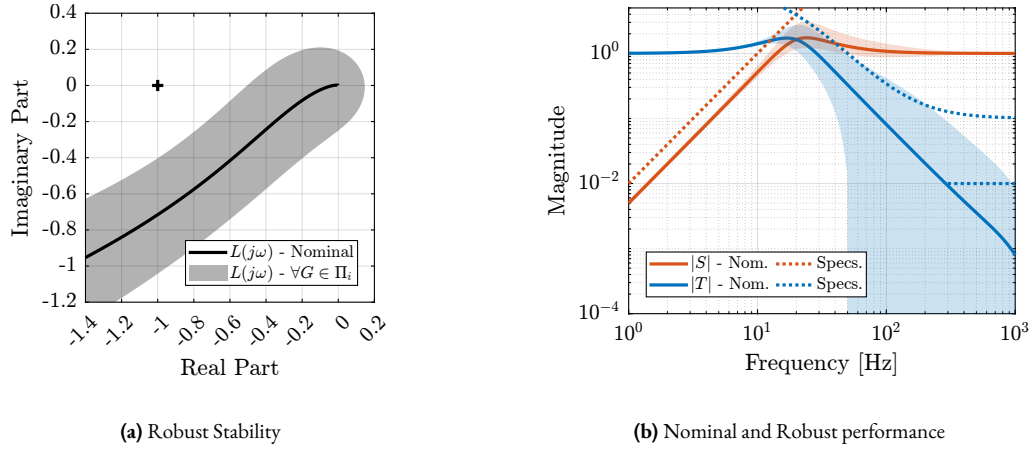 0.4
0.2
0
-0.2
-0.4
-0.6
-0.8
-1
-1.2
Imaginary Part
-1.4
-1.2
-1
-0.8
-0.6
-0.4
-0.2
0
0.2
Real Part
L(jω) - Nominal
L(jω) - ∀G ∈ Π_i
(a) Robust Stability
10^0
10^-2
10^-4
Magnitude
|S| - Nom. Specs.
|T| - Nom. Specs.
10^0
10^1
10^2
10^3
Frequency [Hz]
(b) Nominal and Robust performance